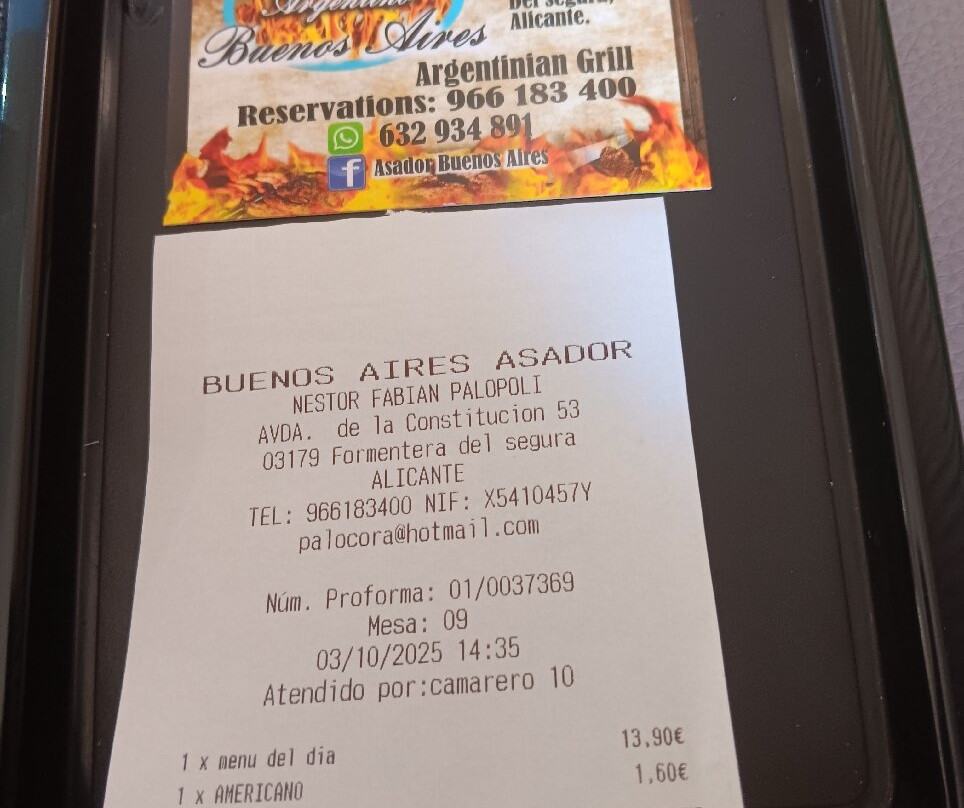 Argentino
Del segura,
Alicante.
Buenos Aires
Argentinian Grill
Reservations: 966 183 400
632 934 891
f Asador Buenos Aires
BUENOS AIRES ASADOR
NESTOR FABIAN PALOPOLI
AVDA. de la Constitucion 53
03179 Formentera del segura
ALICANTE
TEL: 966183400 NIF: X5410457Y
palocora@hotmail.com
Núm. Proforma: 01/0037369
Mesa: 09
03/10/2025 14:35
Atendido por:camarero 10
1 x menu del dia 13,90€
1 x AMERICANO 1,60€